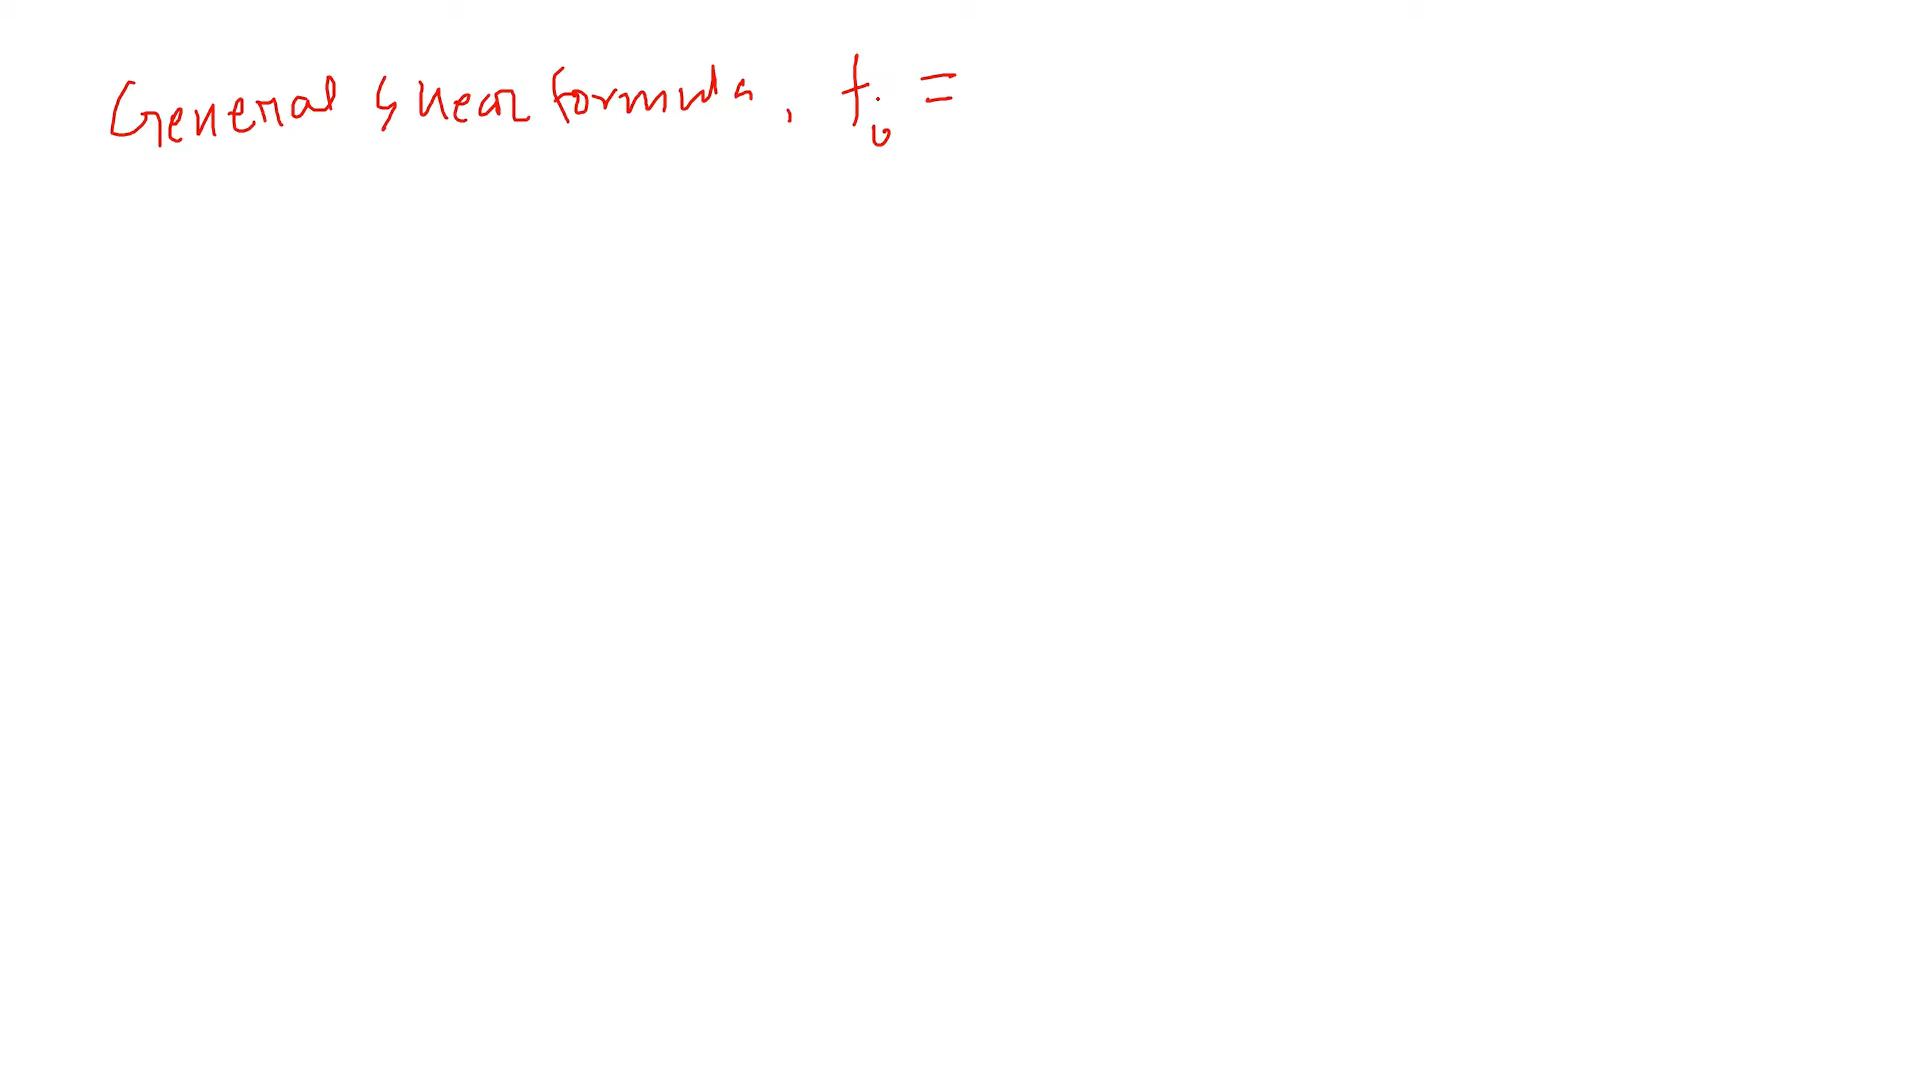 General shear formula, fv =